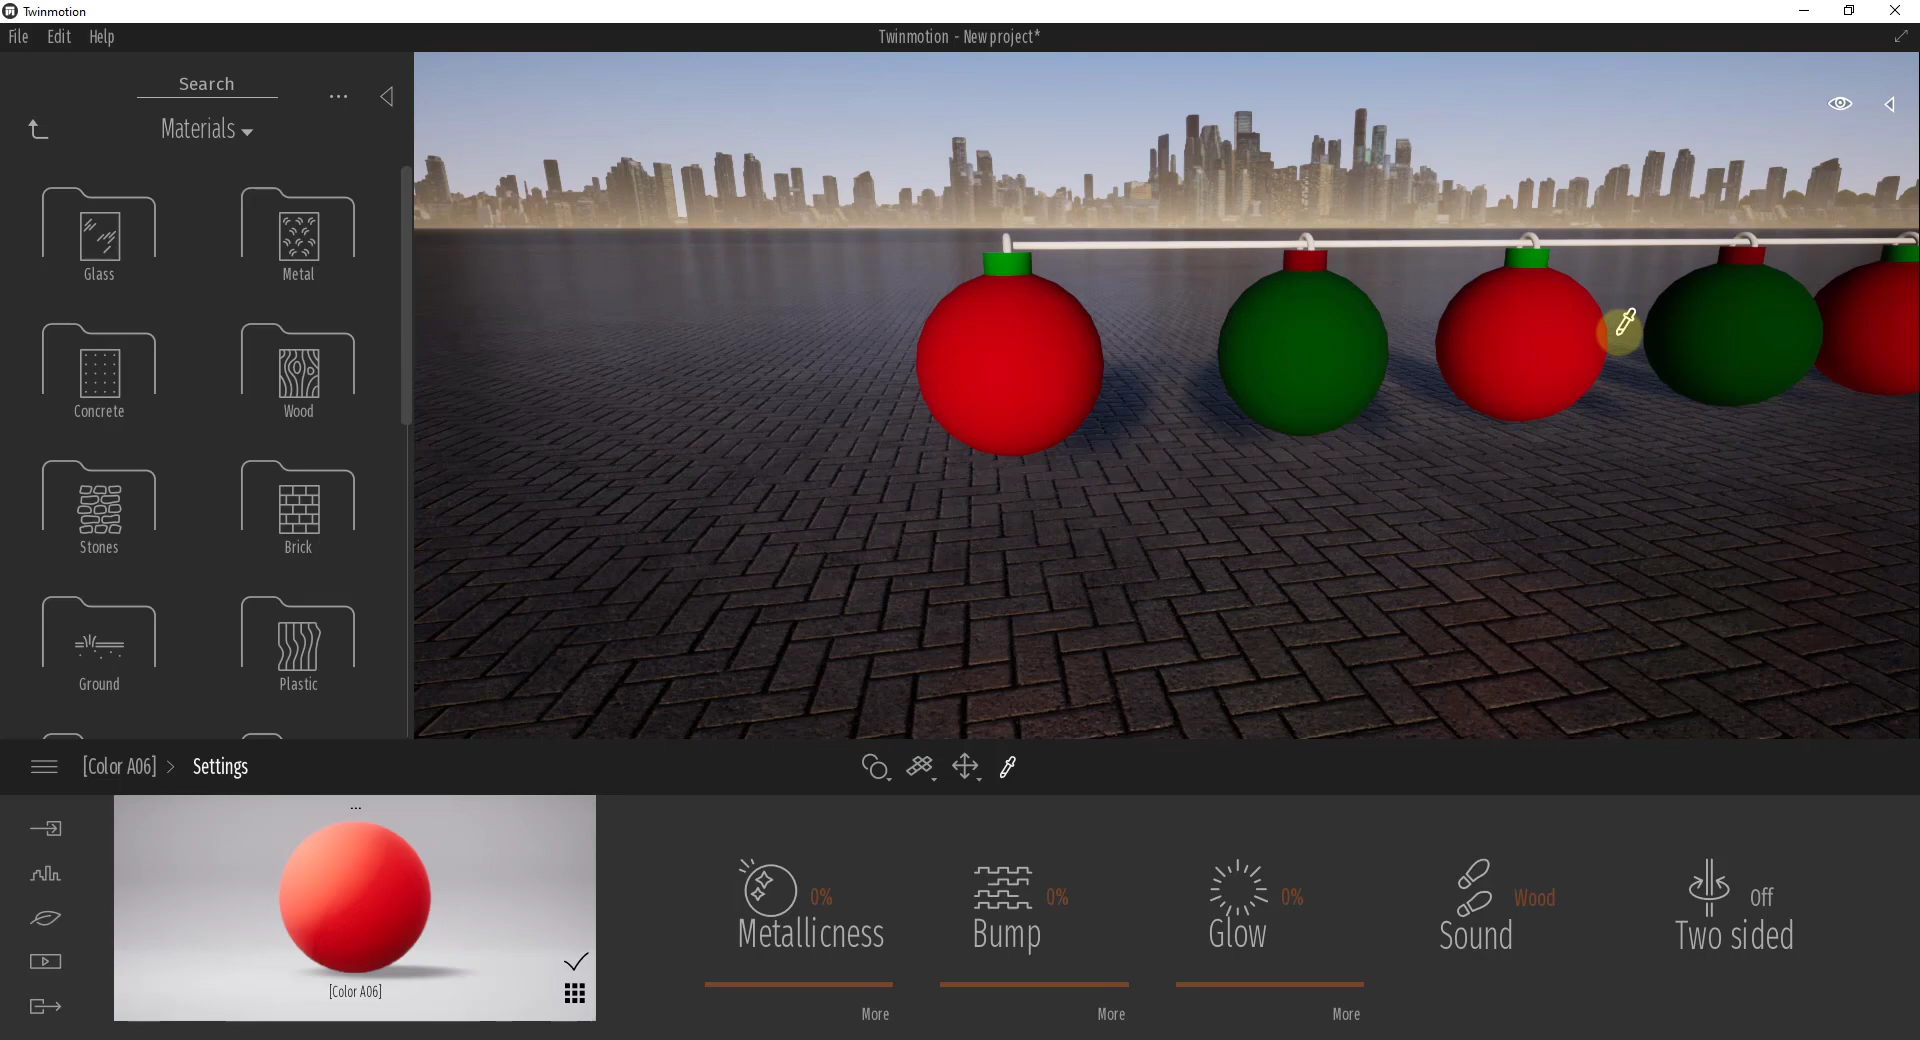 Twinmotion
File Edit Help
Twinmotion - New project*
Search
...
Materials
Glass
Metal
Concrete
Wood
Stones
Brick
Ground
Plastic
[Color A06] > Settings
...
[Color A06]
0%
Metallicness
More
0%
Bump
More
0%
Glow
More
Wood
Sound
Off
Two sided